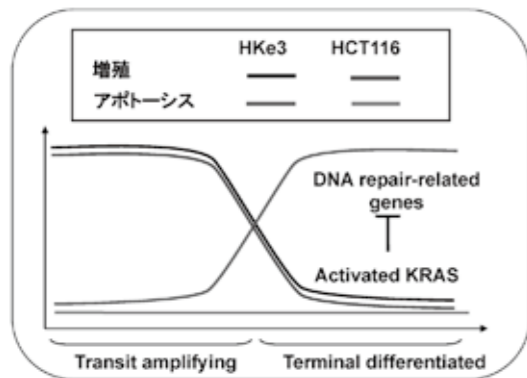 HKe3 HCT116
増殖
アポトーシス
DNA repair-related
genes
Activated KRAS
Transit amplifying Terminal differentiated